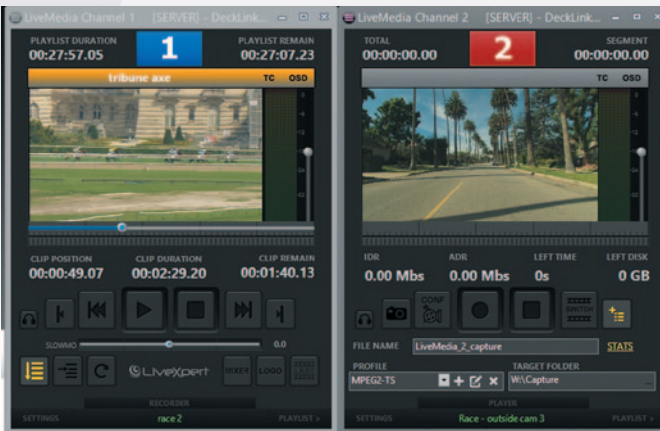 LiveMedia Channel 1 [SERVER] - DeckLink...
PLAYLIST DURATION
00:27:57.05
1
PLAYLIST REMAIN
00:27:07.23
tribune axe
TC OSD
CLIP POSITION
00:00:49.07
CLIP DURATION
00:02:29.20
CLIP REMAIN
00:01:40.13
SLOWMO
0.0
LiveXpert
MIXER
LOGO
RECORDER
SETTINGS
race 2
PLAYLIST >
LiveMedia Channel 2 [SERVER] - DeckLink...
TOTAL
00:00:00.00
2
SEGMENT
00:00:00.00
TC OSD
IDR
0.00 Mbs
ADR
0.00 Mbs
LEFT TIME
0s
LEFT DISK
0 GB
CONF
SWITCH
FILE NAME
LiveMedia_2_capture
STATS
PROFILE
MPEG2-TS
TARGET FOLDER
W:\Capture
...
PLAYER
SETTINGS
Race - outside cam 3
PLAYLIST >